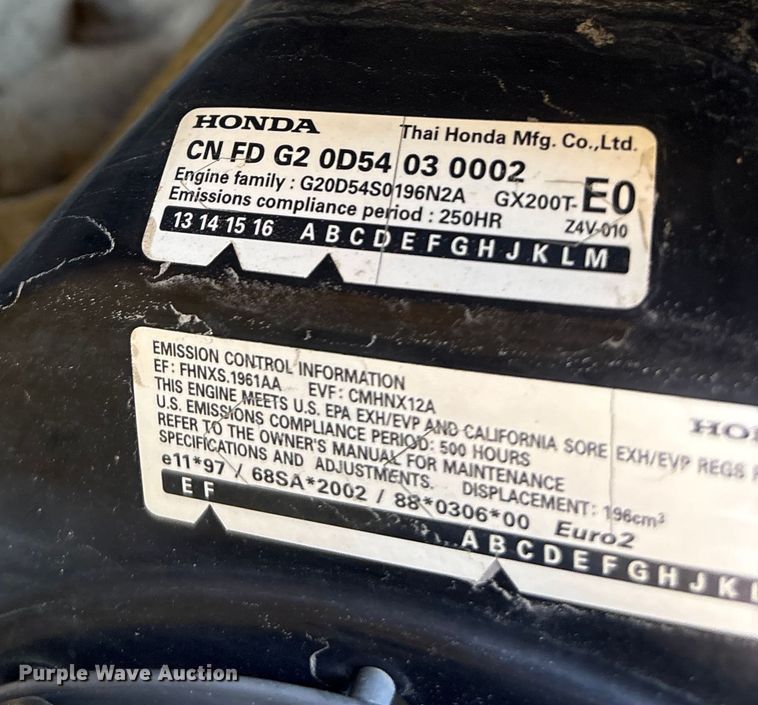 HONDA Thai Honda Mfg. Co.,Ltd.
CN FD G2 0D54 03 0002
Engine family : G20D54S0196N2A GX200T- E0
Emissions compliance period : 250HR Z4V-010
13 14 15 16 A B C D E F G H J K L M
EMISSION CONTROL INFORMATION
EF: FHNXS.1961AA EVF: CMHNX12A
THIS ENGINE MEETS U.S. EPA EXH/EVP AND CALIFORNIA SORE EXH/EVP REGS
U.S. EMISSIONS COMPLIANCE PERIOD: 500 HOURS
REFER TO THE OWNER'S MANUAL FOR MAINTENANCE
SPECIFICATIONS AND ADJUSTMENTS. DISPLACEMENT: 196cm³
e11*97 / 68SA*2002 / 88*0306*00 Euro2
E F A B C D E F G H J K
Purple Wave Auction